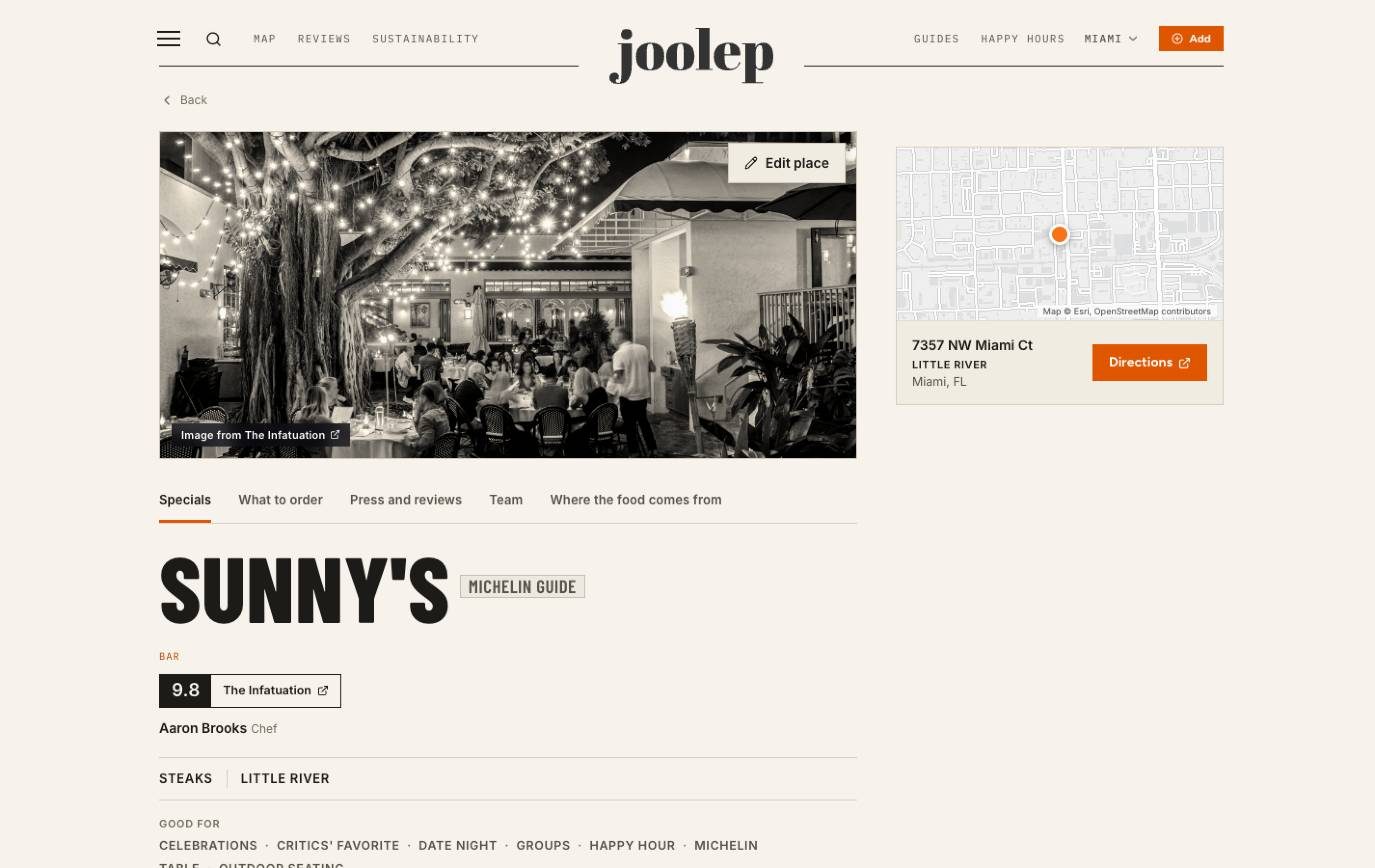 MAP REVIEWS SUSTAINABILITY
joolep
GUIDES HAPPY HOURS MIAMI Add
Back
Edit place
Image from The Infatuation
Map © Esri, OpenStreetMap contributors
7357 NW Miami Ct
LITTLE RIVER
Miami, FL
Directions
Specials What to order Press and reviews Team Where the food comes from
SUNNY'S MICHELIN GUIDE
BAR
9.8 The Infatuation
Aaron Brooks Chef
STEAKS LITTLE RIVER
GOOD FOR
CELEBRATIONS · CRITICS' FAVORITE · DATE NIGHT · GROUPS · HAPPY HOUR · MICHELIN
TABLE · OUTDOOR SEATING